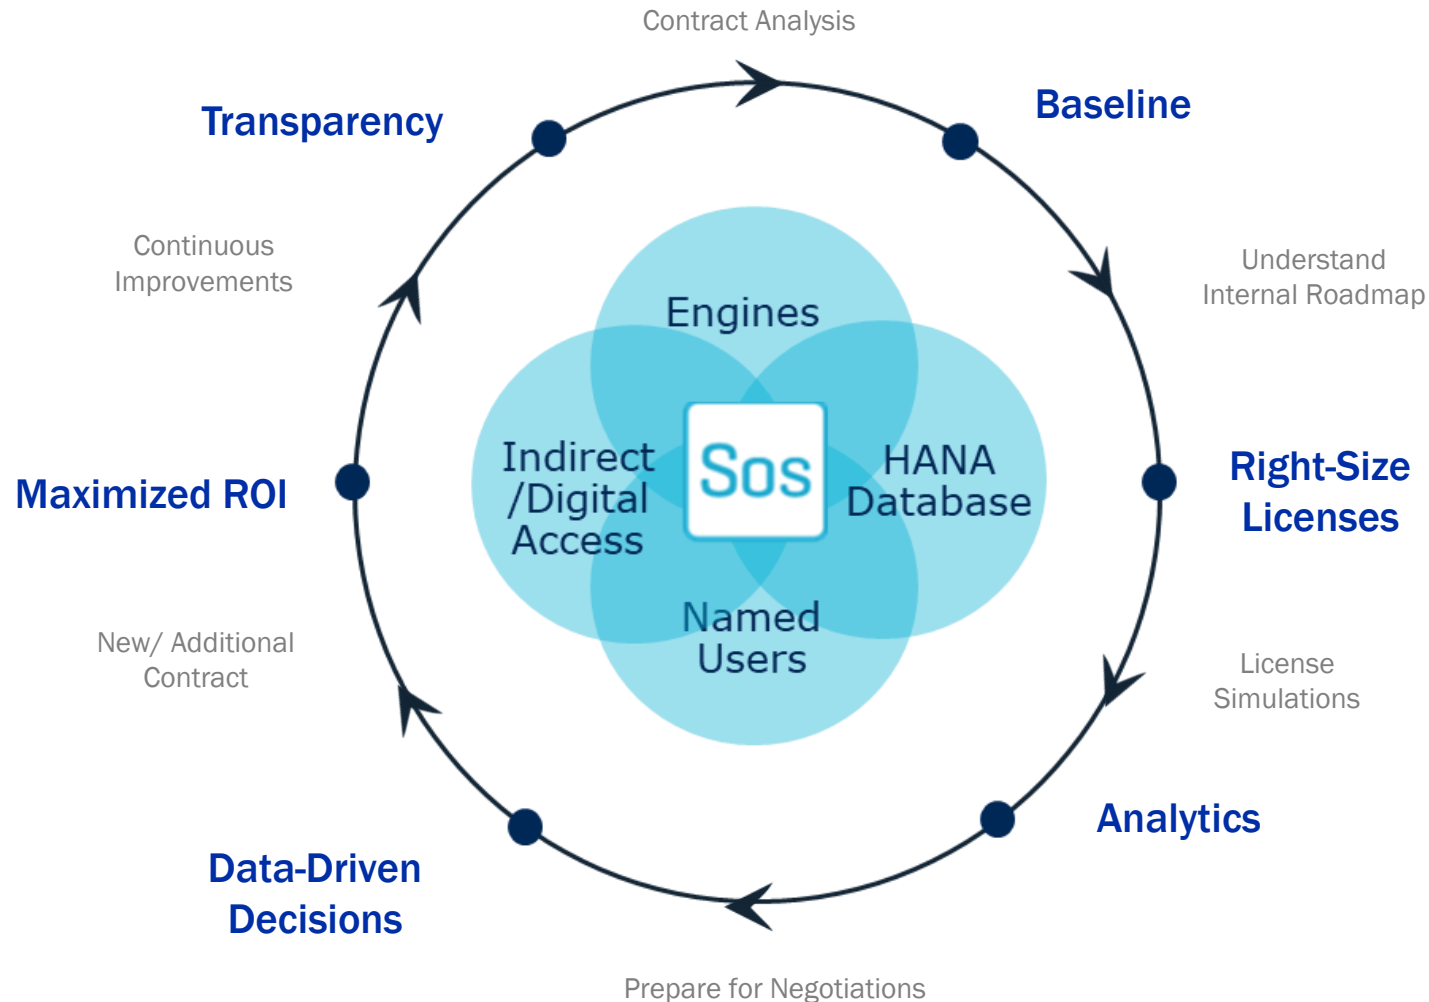 Contract Analysis
Transparency
Baseline
Continuous
Improvements
Understand
Internal Roadmap
Engines
Indirect
/Digital
Access
Sos
HANA
Database
Maximized ROI
Right-Size
Licenses
Named
Users
New/ Additional
Contract
License
Simulations
Data-Driven
Decisions
Analytics
Prepare for Negotiations